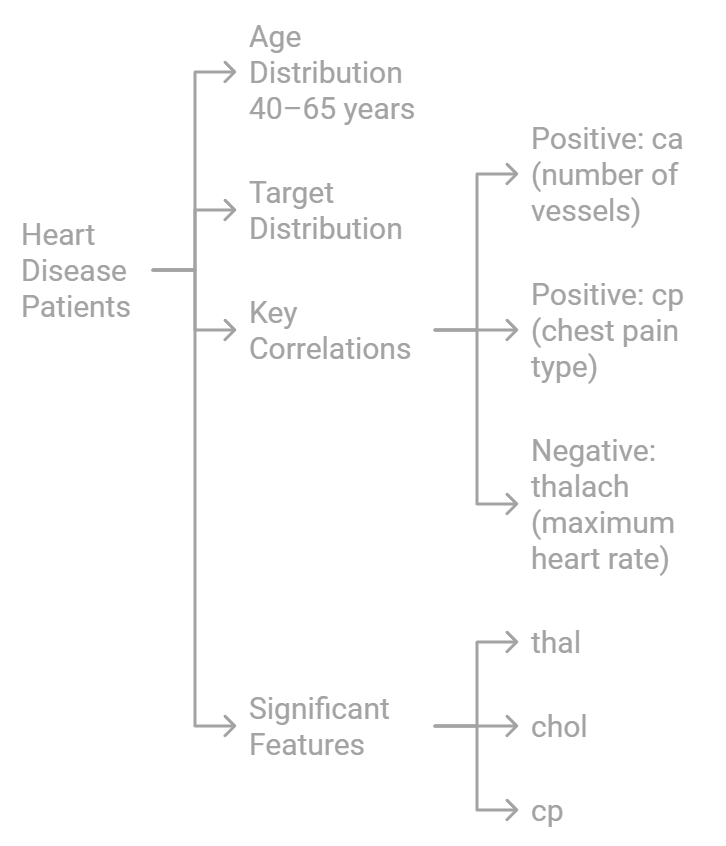 Heart
Disease
Patients
Age
Distribution
40–65 years
Target
Distribution
Key
Correlations
Positive: ca
(number of
vessels)
Positive: cp
(chest pain
type)
Negative:
thalach
(maximum
heart rate)
Significant
Features
thal
chol
cp